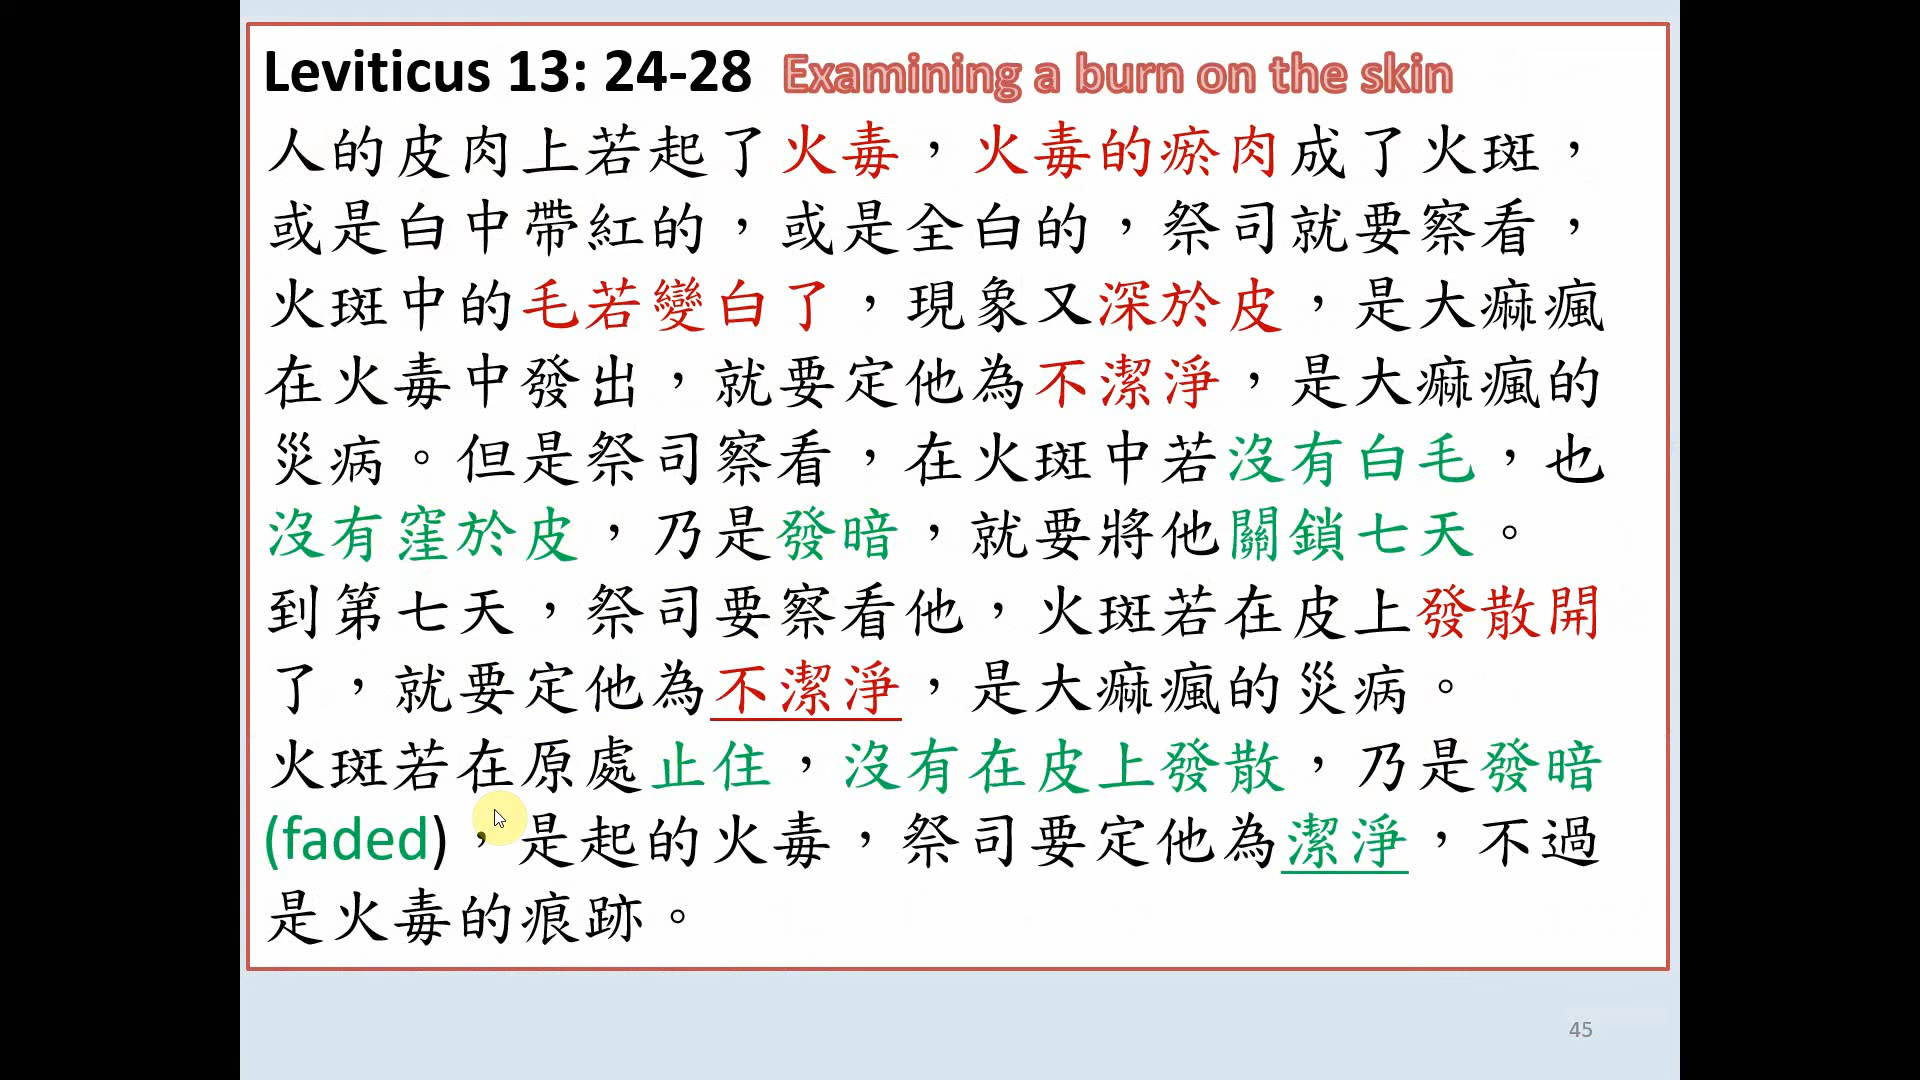 Leviticus 13: 24-28 Examining a burn on the skin
人的皮肉上若起了火毒，火毒的瘀肉成了火斑，
或是白中帶紅的，或是全白的，祭司就要察看，
火斑中的毛若變白了，現象又深於皮，是大痲瘋
在火毒中發出，就要定他為不潔淨，是大痲瘋的
災病。但是祭司察看，在火斑中若沒有白毛，也
沒有窪於皮，乃是發暗，就要將他關鎖七天。
到第七天，祭司要察看他，火斑若在皮上發散開
了，就要定他為不潔淨，是大痲瘋的災病。
火斑若在原處止住，沒有在皮上發散，乃是發暗
(faded)，是起的火毒，祭司要定他為潔淨，不過
是火毒的痕跡。
45